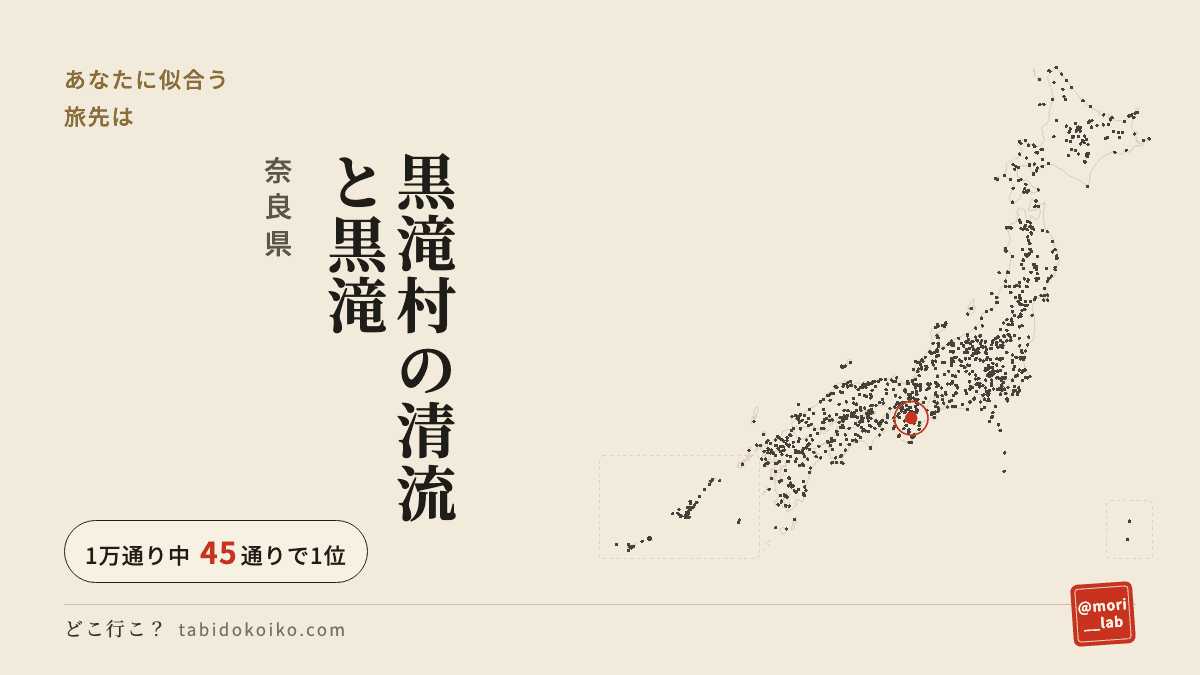 あなたに似合う
旅先は
黒滝村の清流
と黒滝
奈良県
1万通り中 45通りで1位
どこ行こ？ tabidokoiko.com
@mori
__lab